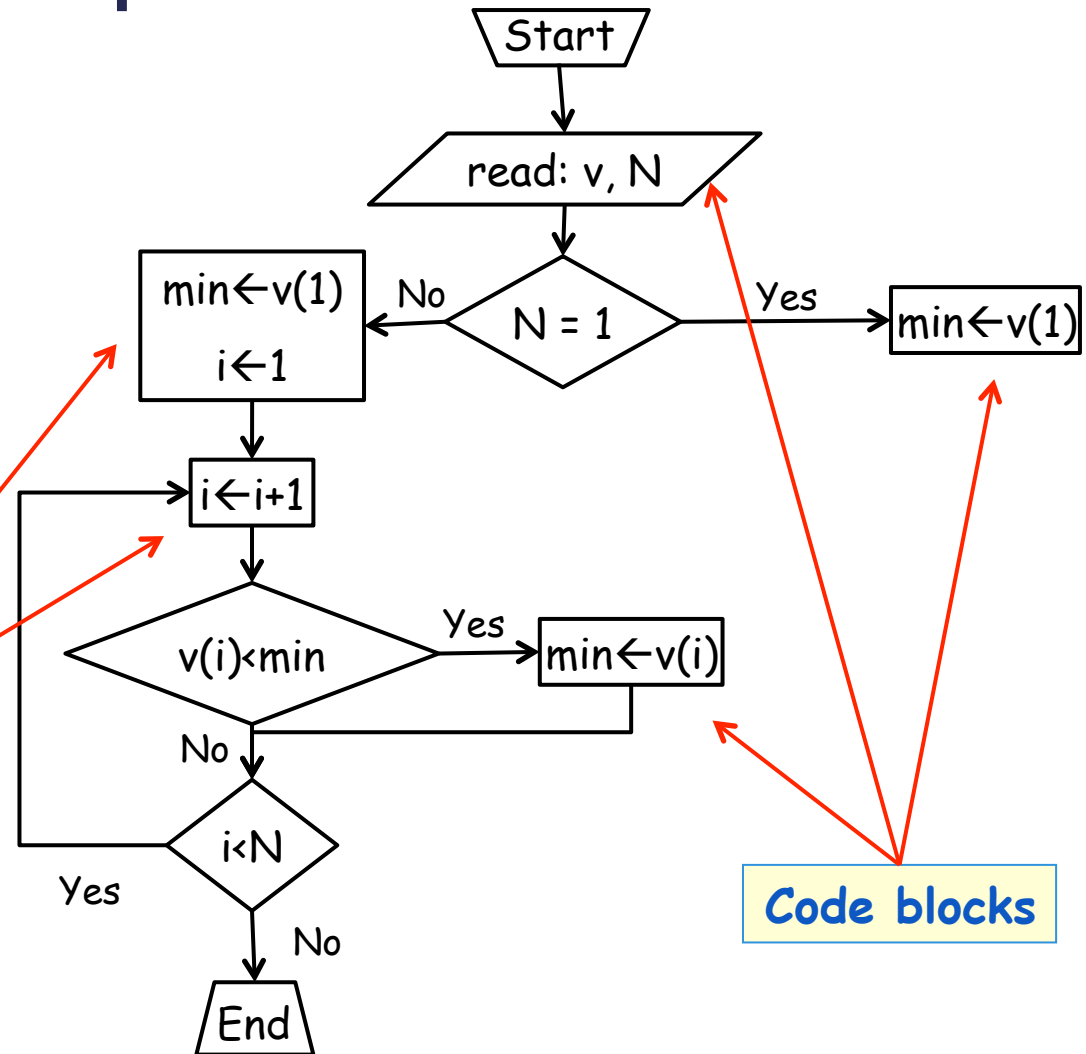 Start
read: v, N
min←v(1)
i←1
No
N = 1
Yes
min←v(1)
i←i+1
v(i)<min
Yes
min←v(i)
No
i<N
Yes
No
End
Code blocks